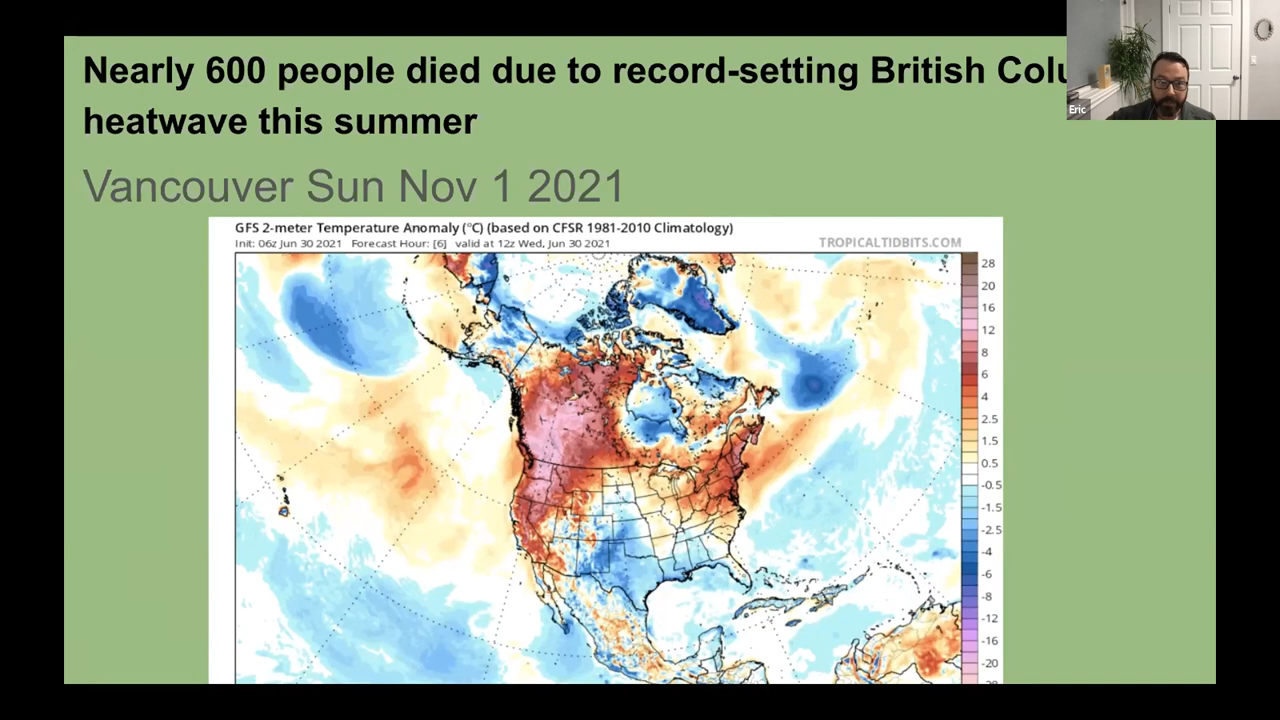 Nearly 600 people died due to record-setting British
heatwave this summer
Vancouver Sun Nov 1 2021
Eric
GFS 2-meter Temperature Anomaly (°C) (based on CFSR 1981-2010 Climatology)
Init: 06z Jun 30 2021 Forecast Hour: [6] valid at 12z Wed, Jun 30 2021
TROPICALTIDBITS.COM
28
20
16
12
8
6
4
2.5
1.5
0.5
-0.5
-1.5
-2.5
-4
-6
-8
-12
-16
-20